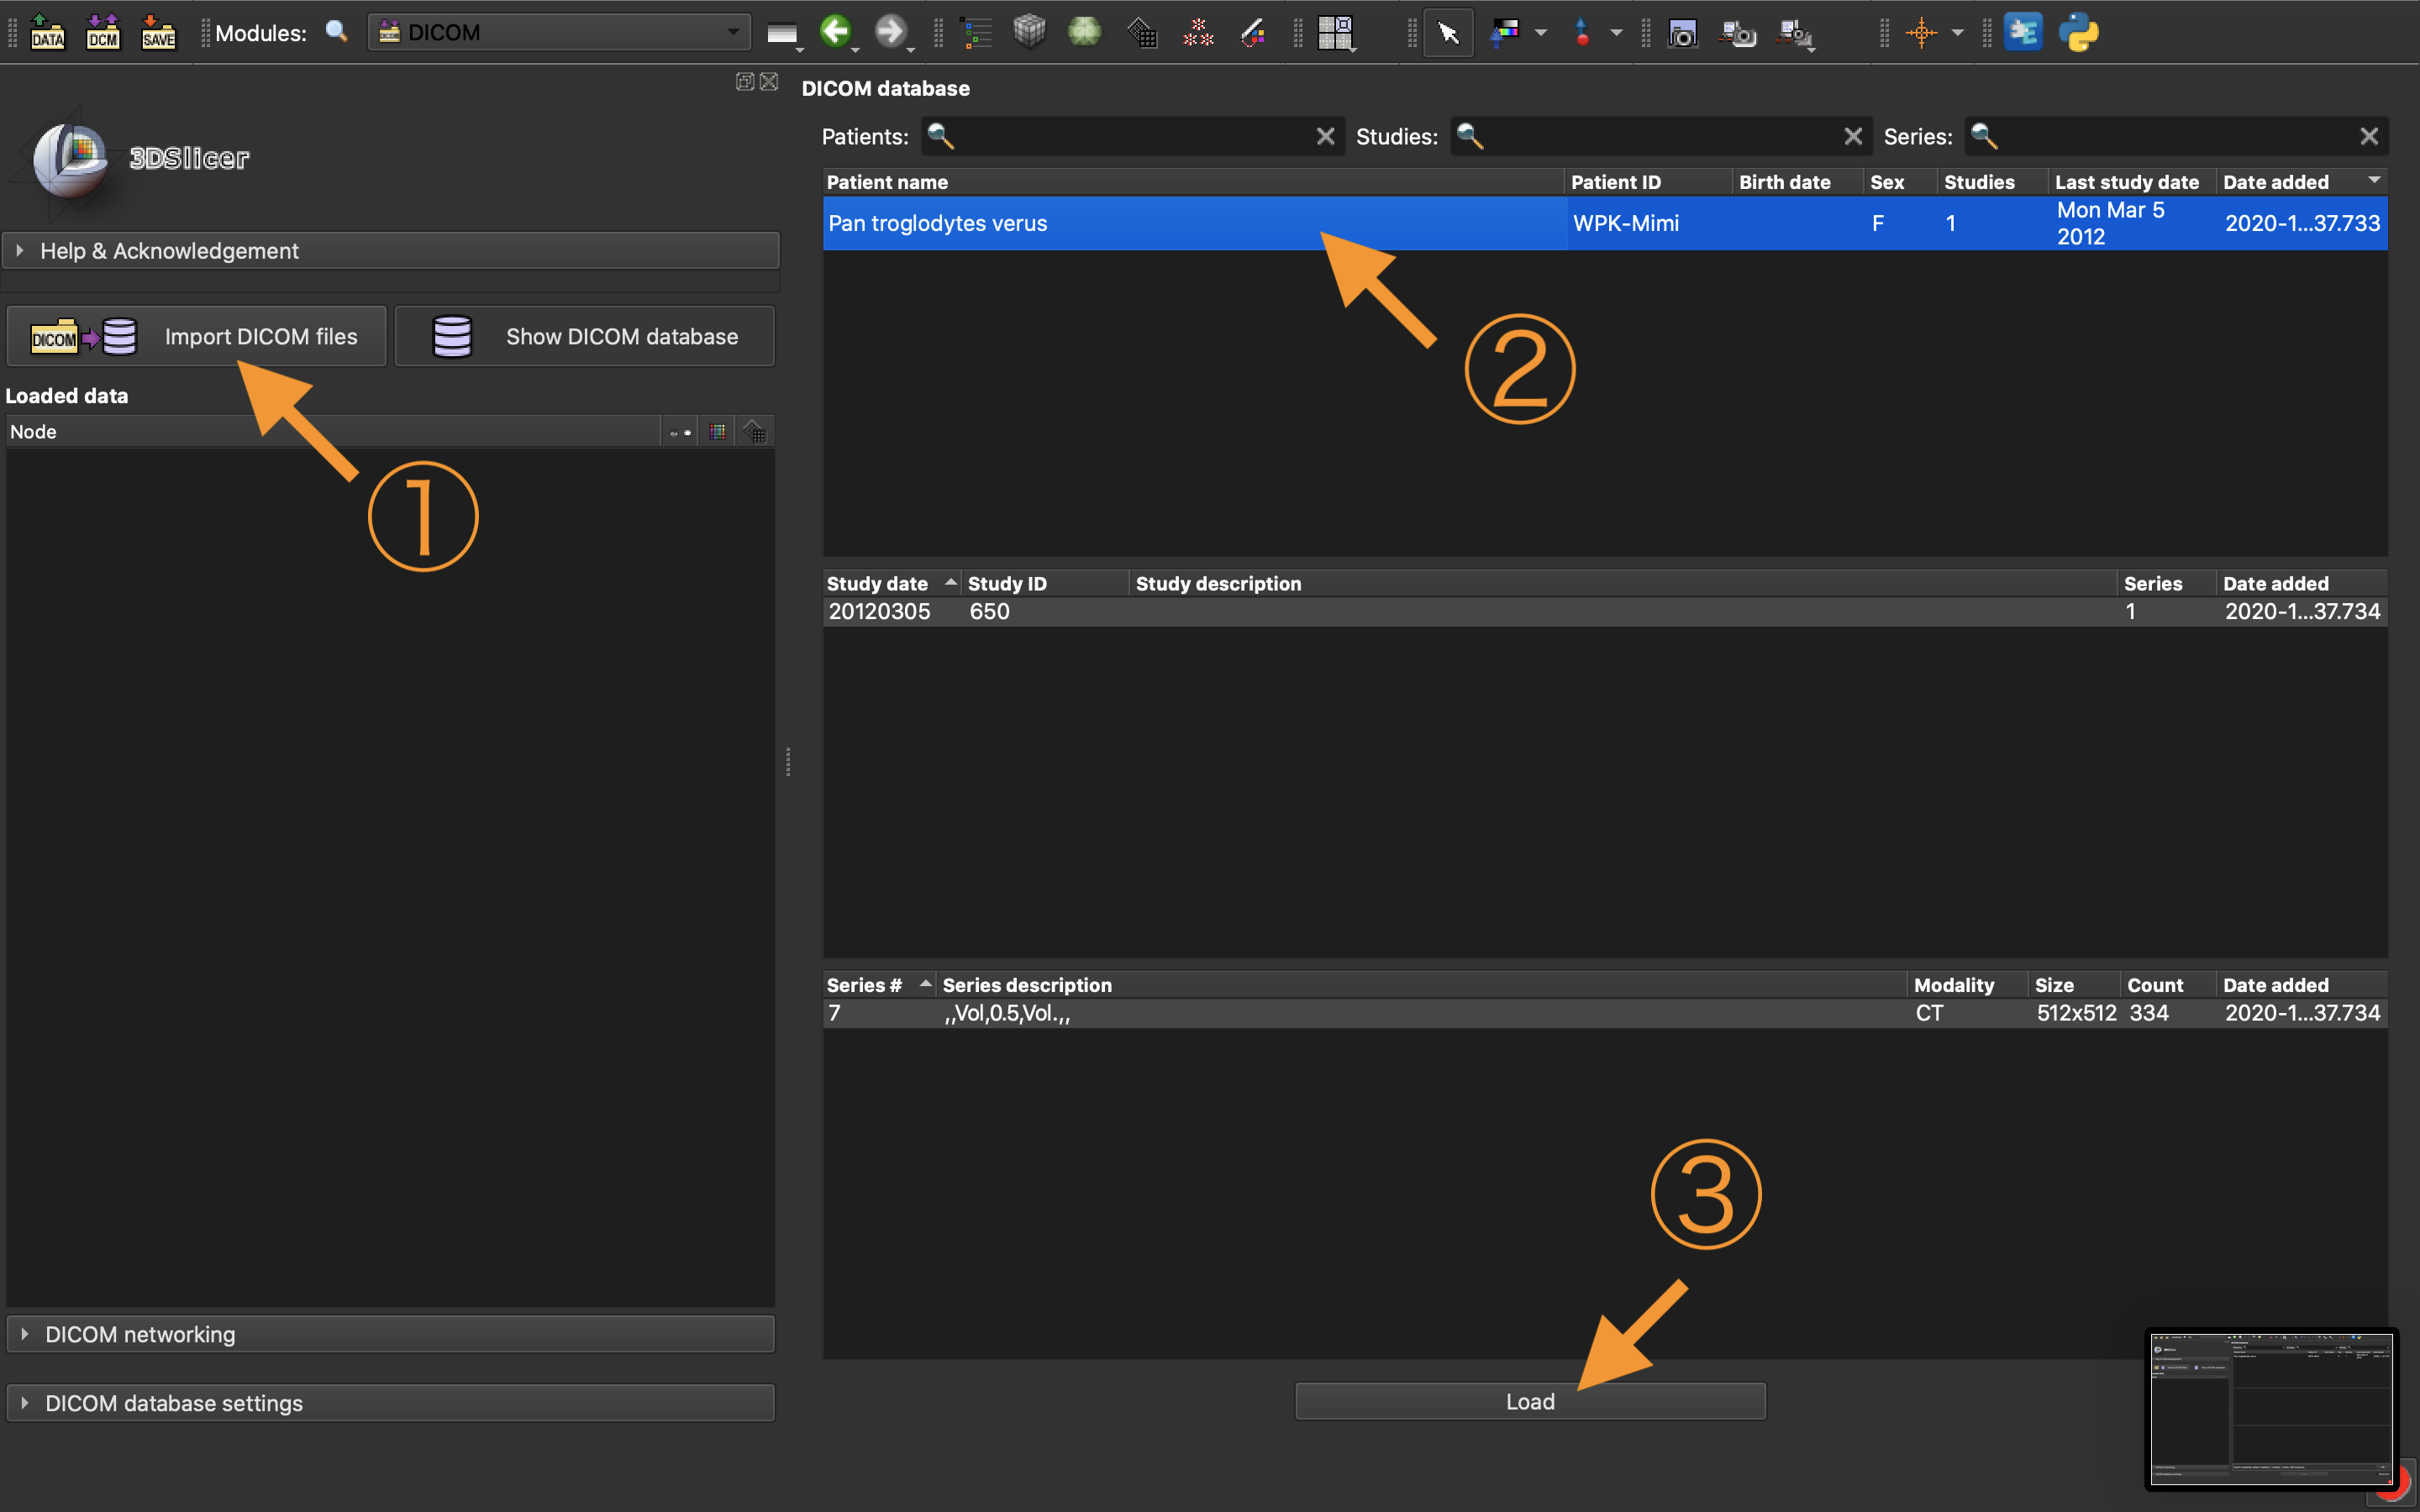 DATA DCM SAVE Modules: DICOM
3DSlicer
Help & Acknowledgement
DICOM Import DICOM files Show DICOM database
Loaded data
Node
①
DICOM networking
DICOM database settings
DICOM database
Patients: Studies: Series:
Patient name Patient ID Birth date Sex Studies Last study date Date added
Pan troglodytes verus WPK-Mimi F 1 Mon Mar 5 2012 2020-1...37.733
②
Study date Study ID Study description Series Date added
20120305 650 1 2020-1...37.734
Series # Series description Modality Size Count Date added
7 ,,Vol,0.5,Vol.,, CT 512x512 334 2020-1...37.734
③
Load